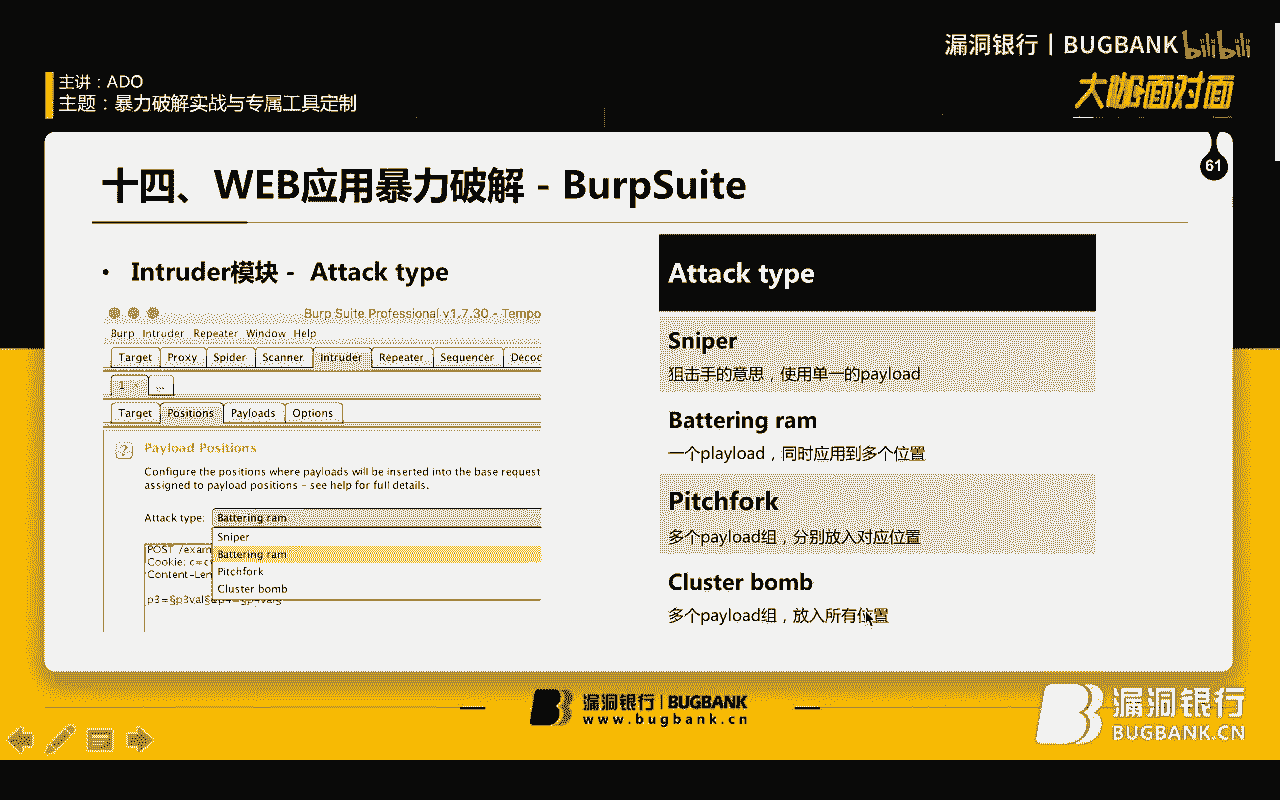 漏洞银行 | BUGBANK bilibili
大咖面对面
主讲：ADO
主题：暴力破解实战与专属工具定制
61
十四、WEB应用暴力破解 - BurpSuite
• Intruder模块 - Attack type
Burp Suite Professional v1.7.30 - Tempo
Burp Intruder Repeater Window Help
Target Proxy Spider Scanner Intruder Repeater Sequencer Decod
1 × ...
Target Positions Payloads Options
? Payload Positions
Configure the positions where payloads will be inserted into the base request
assigned to payload positions - see help for full details.
Attack type: Battering ram
Sniper
Battering ram
Pitchfork
Cluster bomb
POST /exam
Cookie: c=c
Content-Len
p3=§p3val§
Attack type
Sniper
狙击手的意思，使用单一的payload
Battering ram
一个playload，同时应用到多个位置
Pitchfork
多个payload组，分别放入对应位置
Cluster bomb
多个payload组，放入所有位置
漏洞银行 | BUGBANK
www.bugbank.cn
漏洞银行
BUGBANK.CN